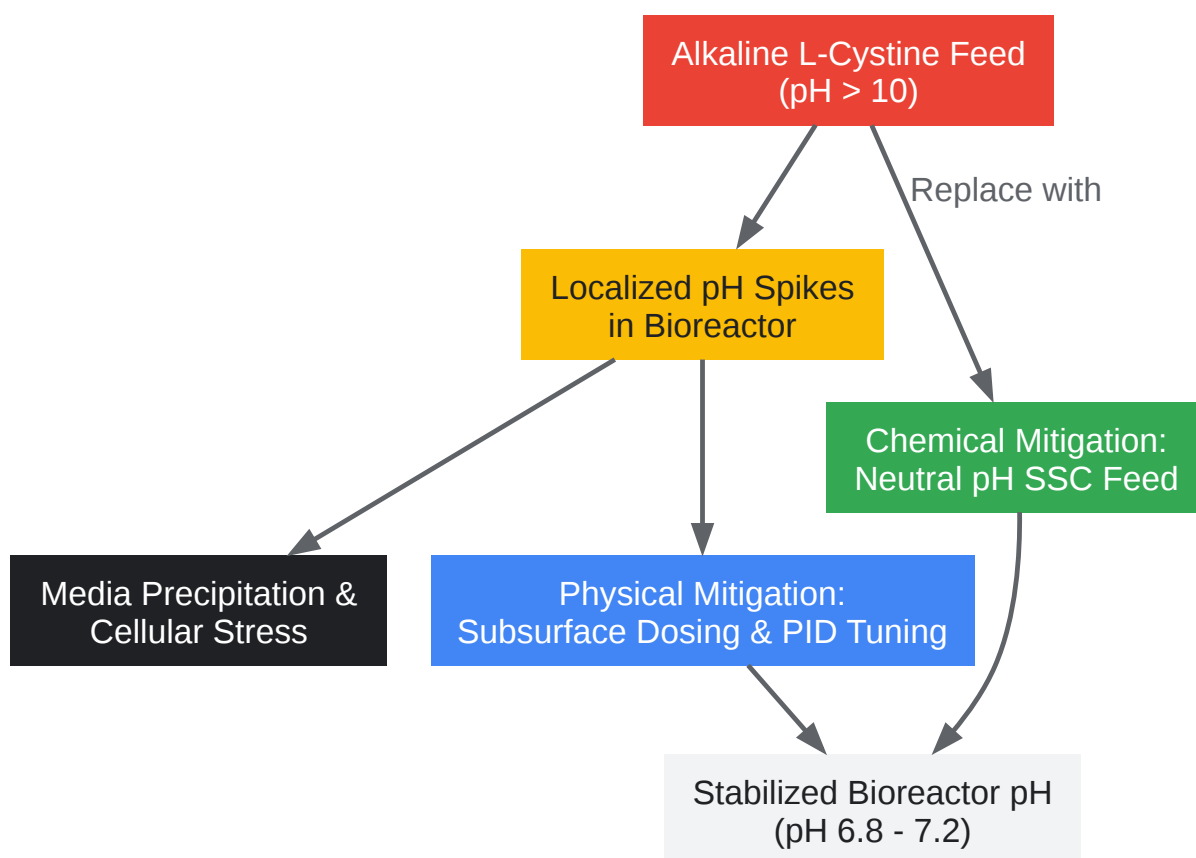 Alkaline L-Cystine Feed
(pH > 10)
Replace with
Localized pH Spikes
in Bioreactor
Chemical Mitigation:
Neutral pH SSC Feed
Media Precipitation &
Cellular Stress
Physical Mitigation:
Subsurface Dosing & PID Tuning
Stabilized Bioreactor pH
(pH 6.8 - 7.2)